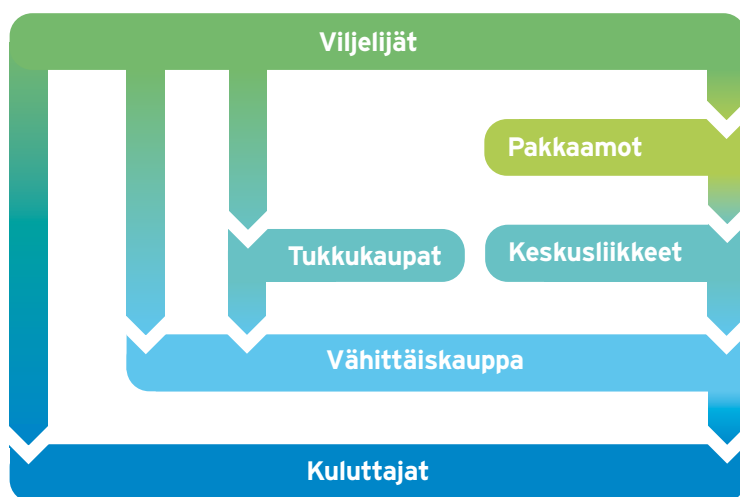 Viljelijät
Pakkaamot
Tukkukaupat
Keskusliikkeet
Vähittäiskauppa
Kuluttajat